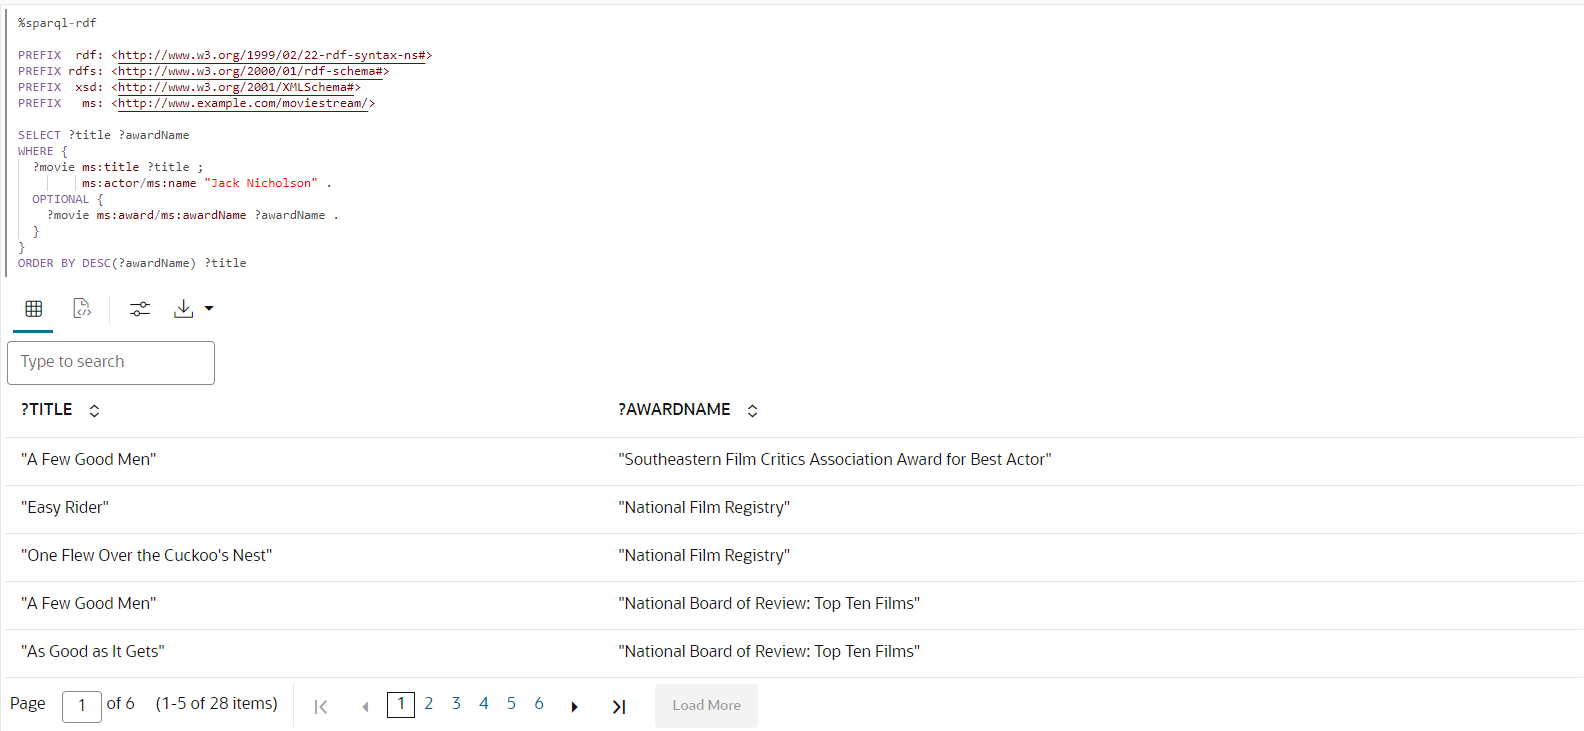 %sparql-rdf
PREFIX  rdf: <http://www.w3.org/1999/02/22-rdf-syntax-ns#>
PREFIX rdfs: <http://www.w3.org/2000/01/rdf-schema#>
PREFIX  xsd: <http://www.w3.org/2001/XMLSchema#>
PREFIX   ms: <http://www.example.com/moviestream/>
SELECT ?title ?awardName
WHERE {
?movie ms:title ?title ;
ms:actor/ms:name "Jack Nicholson" .
OPTIONAL {
?movie ms:award/ms:awardName ?awardName .
}
}
ORDER BY DESC(?awardName) ?title
Type to search
?TITLE ?AWARDNAME
"A Few Good Men" "Southeastern Film Critics Association Award for Best Actor"
"Easy Rider" "National Film Registry"
"One Flew Over the Cuckoo's Nest" "National Film Registry"
"A Few Good Men" "National Board of Review: Top Ten Films"
"As Good as It Gets" "National Board of Review: Top Ten Films"
Page 1 of 6 (1-5 of 28 items) 1 2 3 4 5 6 Load More